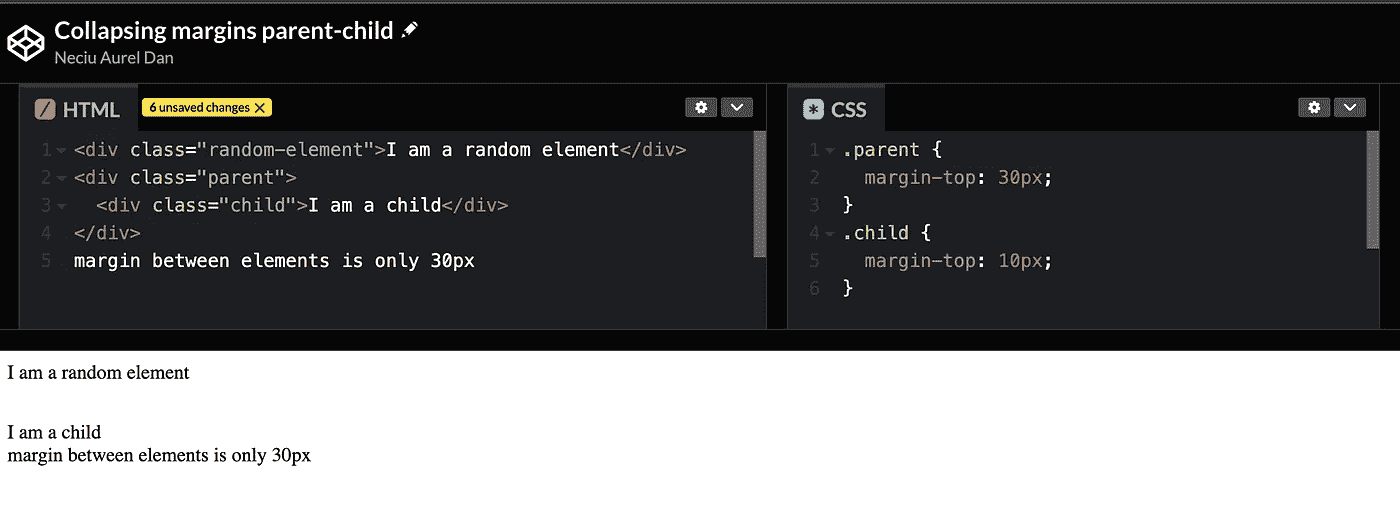 Collapsing margins parent-child
Neciu Aurel Dan
/ HTML
6 unsaved changes X
* CSS
1 <div class="random-element">I am a random element</div>
2 <div class="parent">
3   <div class="child">I am a child</div>
4 </div>
5 margin between elements is only 30px
1 .parent {
2   margin-top: 30px;
3 }
4 .child {
5   margin-top: 10px;
6 }
I am a random element
I am a child
margin between elements is only 30px